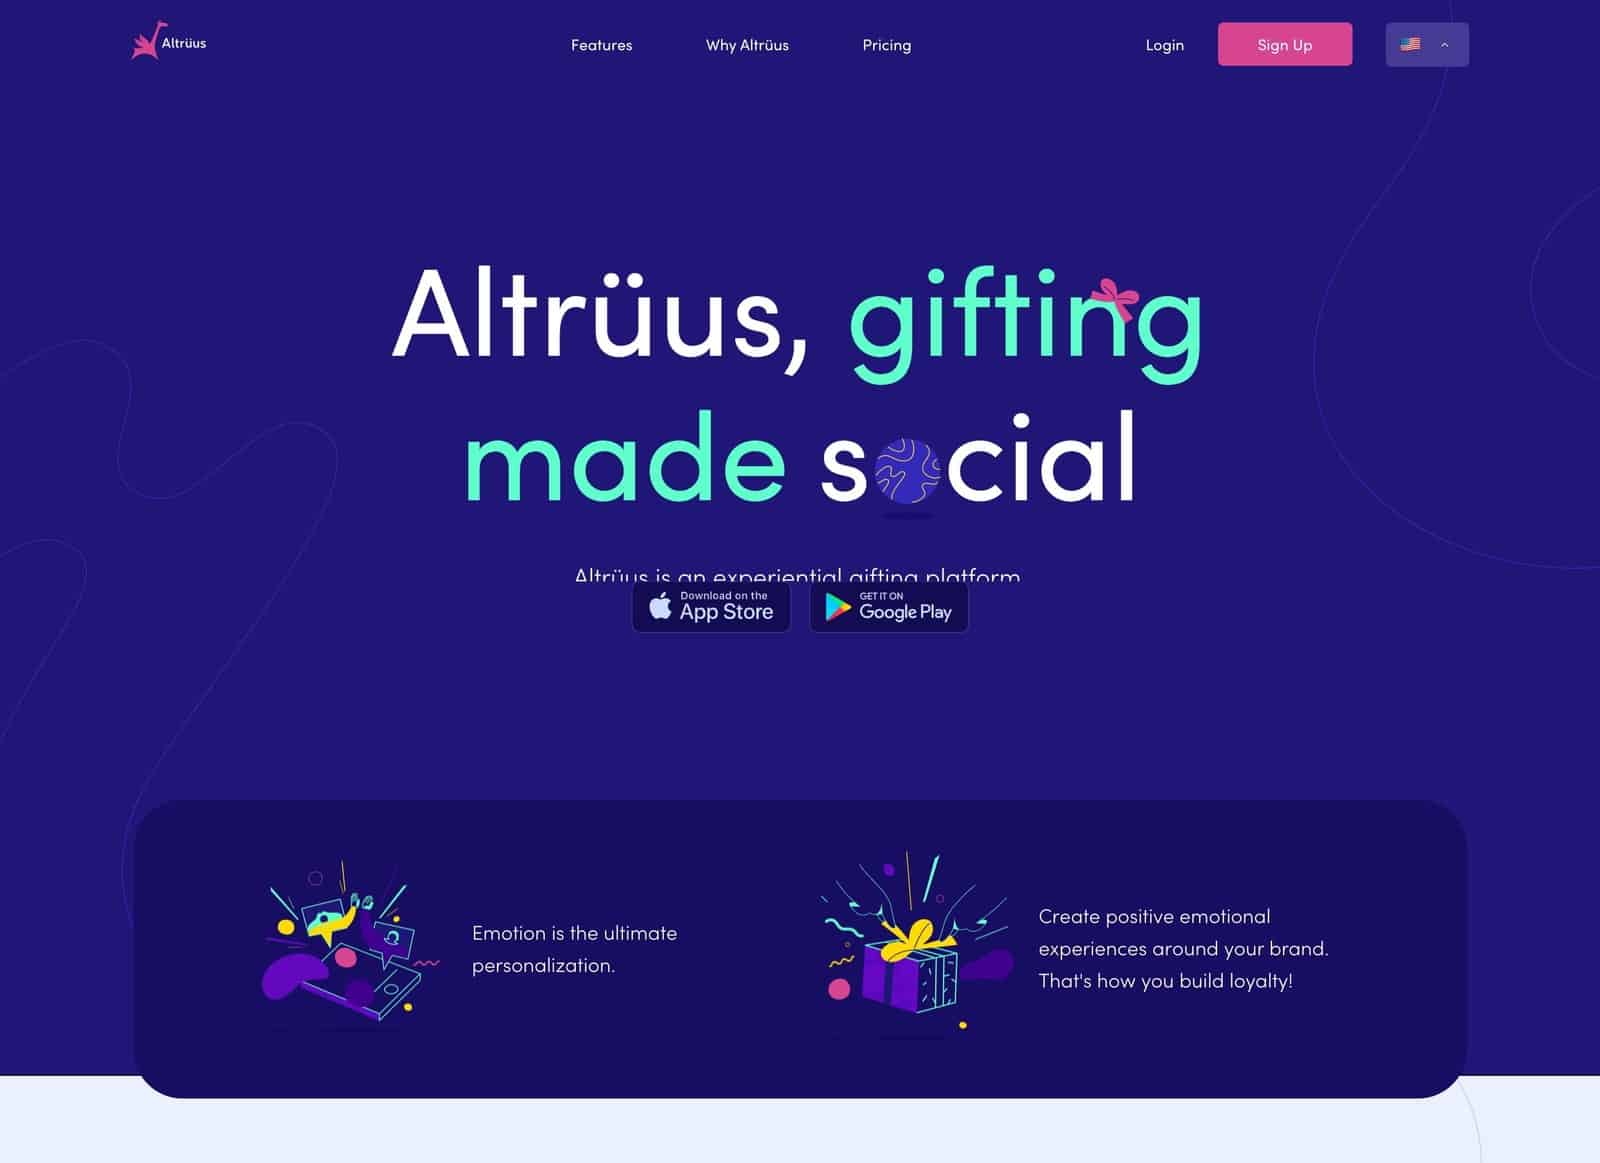 Altrüus
Features
Why Altrüus
Pricing
Login
Sign Up
Altrüus, gifting
made social
Altrüus is an experiential gifting platform
Download on the
App Store
GET IT ON
Google Play
Emotion is the ultimate
personalization.
Create positive emotional
experiences around your brand.
That's how you build loyalty!